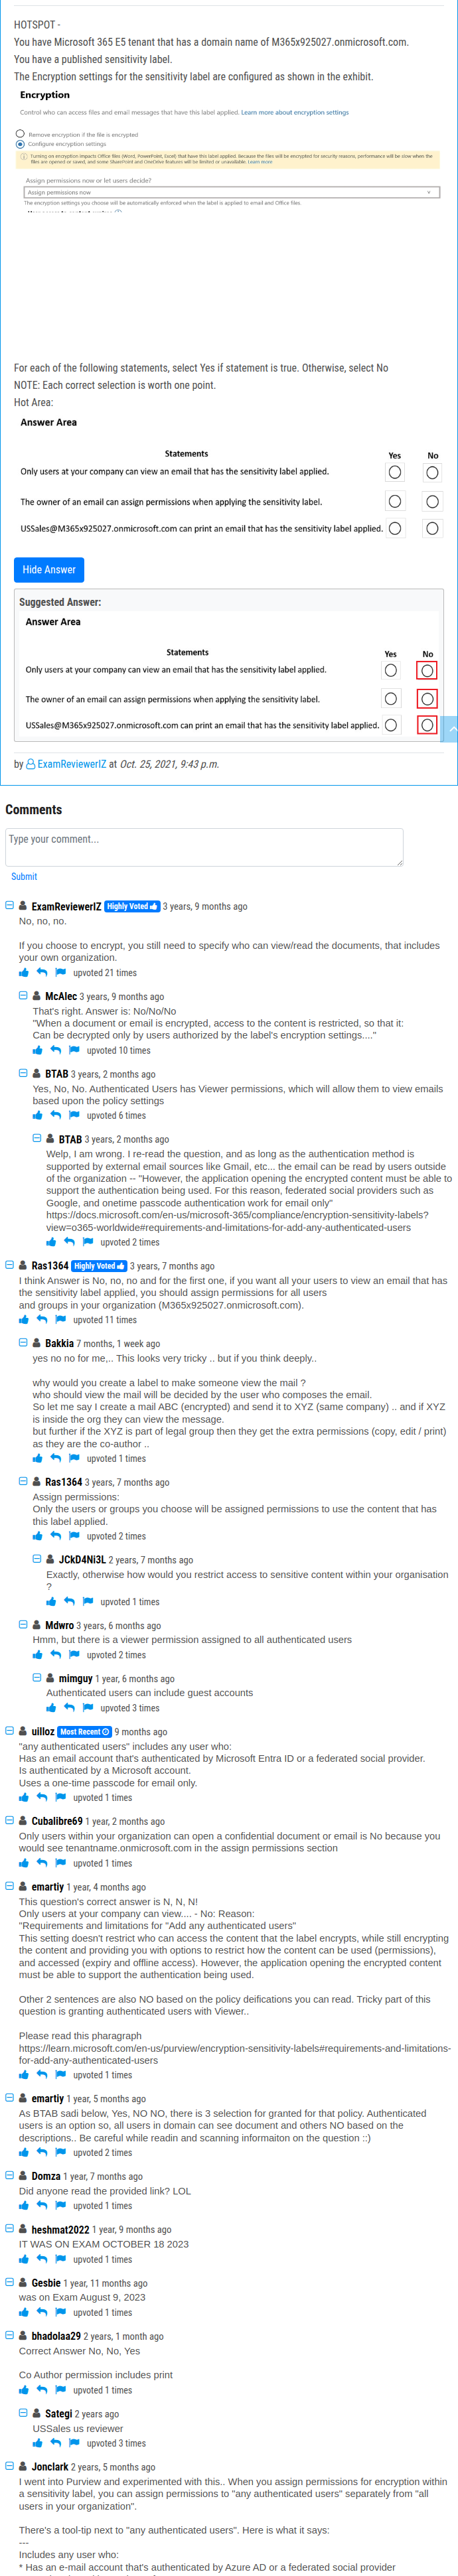 HOTSPOT -
You have Microsoft 365 E5 tenant that has a domain name of M365x925027.onmicrosoft.com.
You have a published sensitivity label.
The Encryption settings for the sensitivity label are configured as shown in the exhibit.
Encryption
Control who can access files and email messages that have this label applied. Learn more about encryption settings
Remove encryption if the file is encrypted
Configure encryption settings
Turning on encryption impacts Office files (Word, PowerPoint, Excel) that have this label applied. Because the files will be encrypted for security reasons, performance will be slow when the
files are opened or saved, and some SharePoint and OneDrive features will be limited or unavailable. Learn more
Assign permissions now or let users decide?
Assign permissions now
The encryption settings you choose will be automatically enforced when the label is applied to email and Office files.
For each of the following statements, select Yes if statement is true. Otherwise, select No
NOTE: Each correct selection is worth one point.
Hot Area:
Answer Area
Statements Yes No
Only users at your company can view an email that has the sensitivity label applied.
The owner of an email can assign permissions when applying the sensitivity label.
USSales@M365x925027.onmicrosoft.com can print an email that has the sensitivity label applied.
Hide Answer
Suggested Answer:
Answer Area
Statements Yes No
Only users at your company can view an email that has the sensitivity label applied.
The owner of an email can assign permissions when applying the sensitivity label.
USSales@M365x925027.onmicrosoft.com can print an email that has the sensitivity label applied.
by ExamReviewerIZ at Oct. 25, 2021, 9:43 p.m.
Comments
Type your comment...
Submit
ExamReviewerIZ Highly Voted 3 years, 9 months ago
No, no, no.
If you choose to encrypt, you still need to specify who can view/read the documents, that includes
your own organization.
upvoted 21 times
McAlec 3 years, 9 months ago
That's right. Answer is: No/No/No
"When a document or email is encrypted, access to the content is restricted, so that it:
Can be decrypted only by users authorized by the label's encryption settings...."
upvoted 10 times
BTAB 3 years, 2 months ago
Yes, No, No. Authenticated Users has Viewer permissions, which will allow them to view emails
based upon the policy settings
upvoted 6 times
BTAB 3 years, 2 months ago
Welp, I am wrong. I re-read the question, and as long as the authentication method is
supported by external email sources like Gmail, etc... the email can be read by users outside
of the organization -- "However, the application opening the encrypted content must be able to
support the authentication being used. For this reason, federated social providers such as
Google, and onetime passcode authentication work for email only"
https://docs.microsoft.com/en-us/microsoft-365/compliance/encryption-sensitivity-labels?
view=o365-worldwide#requirements-and-limitations-for-add-any-authenticated-users
upvoted 2 times
Ras1364 Highly Voted 3 years, 7 months ago
I think Answer is No, no, no and for the first one, if you want all your users to view an email that has
the sensitivity label applied, you should assign permissions for all users
and groups in your organization (M365x925027.onmicrosoft.com).
upvoted 11 times
Bakkia 7 months, 1 week ago
yes no no for me,.. This looks very tricky .. but if you think deeply..
why would you create a label to make someone view the mail ?
who should view the mail will be decided by the user who composes the email.
So let me say I create a mail ABC (encrypted) and send it to XYZ (same company) .. and if XYZ
is inside the org they can view the message.
but further if the XYZ is part of legal group then they get the extra permissions (copy, edit / print)
as they are the co-author ..
upvoted 1 times
Ras1364 3 years, 7 months ago
Assign permissions:
Only the users or groups you choose will be assigned permissions to use the content that has
this label applied.
upvoted 2 times
JCkD4Ni3L 2 years, 7 months ago
Exactly, otherwise how would you restrict access to sensitive content within your organisation
?
upvoted 1 times
Mdwro 3 years, 6 months ago
Hmm, but there is a viewer permission assigned to all authenticated users
upvoted 2 times
mimguy 1 year, 6 months ago
Authenticated users can include guest accounts
upvoted 3 times
uilloz Most Recent 9 months ago
"any authenticated users" includes any user who:
Has an email account that's authenticated by Microsoft Entra ID or a federated social provider.
Is authenticated by a Microsoft account.
Uses a one-time passcode for email only.
upvoted 1 times
Cubalibre69 1 year, 2 months ago
Only users within your organization can open a confidential document or email is No because you
would see tenantname.onmicrosoft.com in the assign permissions section
upvoted 1 times
emartiy 1 year, 4 months ago
This question's correct answer is N, N, N!
Only users at your company can view.... - No: Reason:
"Requirements and limitations for "Add any authenticated users"
This setting doesn't restrict who can access the content that the label encrypts, while still encrypting
the content and providing you with options to restrict how the content can be used (permissions),
and accessed (expiry and offline access). However, the application opening the encrypted content
must be able to support the authentication being used.
Other 2 sentences are also NO based on the policy deifications you can read. Tricky part of this
question is granting authenticated users with Viewer..
Please read this pharagraph
https://learn.microsoft.com/en-us/purview/encryption-sensitivity-labels#requirements-and-limitations-
for-add-any-authenticated-users
upvoted 1 times
emartiy 1 year, 5 months ago
As BTAB sadi below, Yes, NO NO, there is 3 selection for granted for that policy. Authenticated
users is an option so, all users in domain can see document and others NO based on the
descriptions.. Be careful while readin and scanning informaiton on the question ::)
upvoted 2 times
Domza 1 year, 7 months ago
Did anyone read the provided link? LOL
upvoted 1 times
heshmat2022 1 year, 9 months ago
IT WAS ON EXAM OCTOBER 18 2023
upvoted 1 times
Gesbie 1 year, 11 months ago
was on Exam August 9, 2023
upvoted 1 times
bhadolaa29 2 years, 1 month ago
Correct Answer No, No, Yes
Co Author permission includes print
upvoted 1 times
Sategi 2 years ago
USSales us reviewer
upvoted 3 times
Jonclark 2 years, 5 months ago
I went into Purview and experimented with this.. When you assign permissions for encryption within
a sensitivity label, you can assign permissions to "any authenticated users" separately from "all
users in your organization".
There's a tool-tip next to "any authenticated users". Here is what it says:
---
Includes any user who:
* Has an e-mail account that's authenticated by Azure AD or a federated social provider